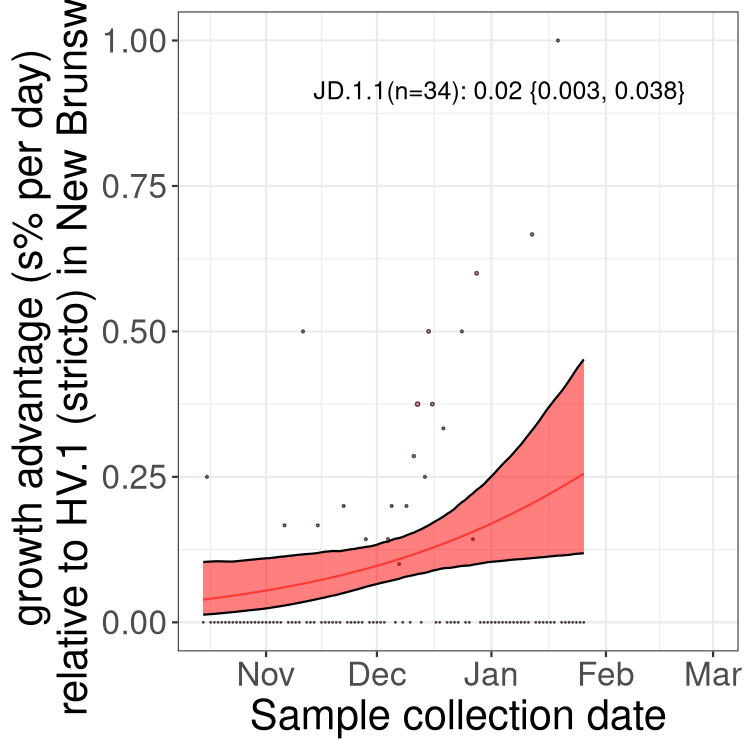 growth advantage (s% per day)
relative to HV.1 (stricto) in New Brunsw
1.00
0.75
0.50
0.25
0.00
JD.1.1(n=34): 0.02 {0.003, 0.038}
Nov Dec Jan Feb Mar
Sample collection date